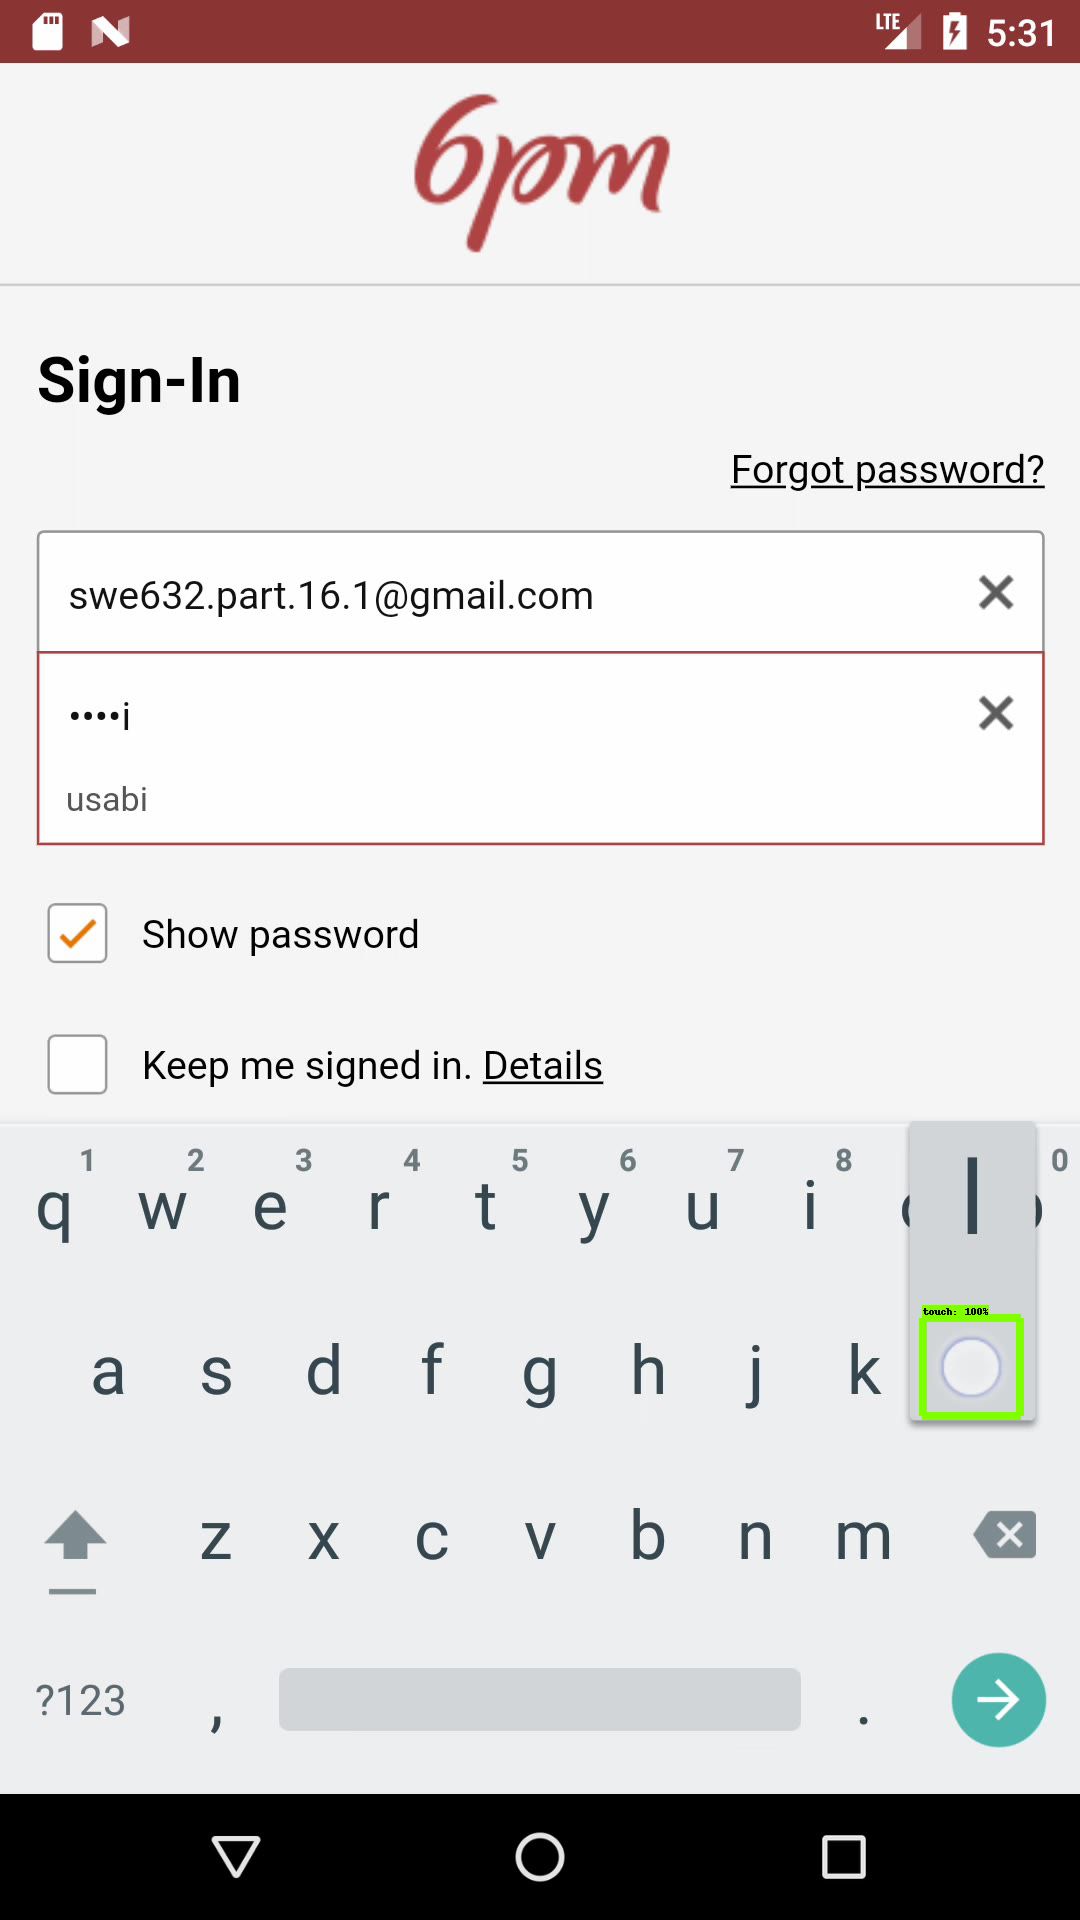 LTE 5:31
6pm
Sign-In
Forgot password?
swe632.part.16.1@gmail.com
••••i
usabi
Show password
Keep me signed in. Details
1 2 3 4 5 6 7 8 0
q w e r t y u i l
touch: 100%
a s d f g h j k
z x c v b n m
?123 , .